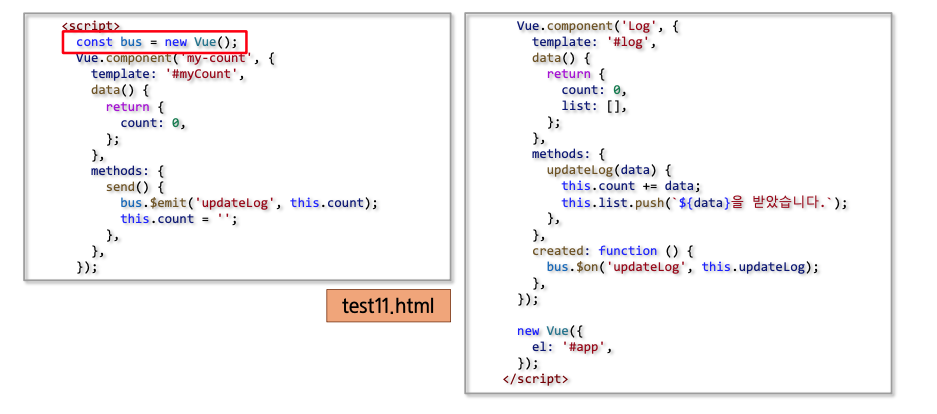 <script>
const bus = new Vue();
Vue.component('my-count', {
template: '#myCount',
data() {
return {
count: 0,
};
},
methods: {
send() {
bus.$emit('updateLog', this.count);
this.count = '';
},
},
});
test11.html
Vue.component('Log', {
template: '#log',
data() {
return {
count: 0,
list: [],
};
},
methods: {
updateLog(data) {
this.count += data;
this.list.push(`${data}을 받았습니다.`);
},
},
created: function () {
bus.$on('updateLog', this.updateLog);
},
});
new Vue({
el: '#app',
});
</script>